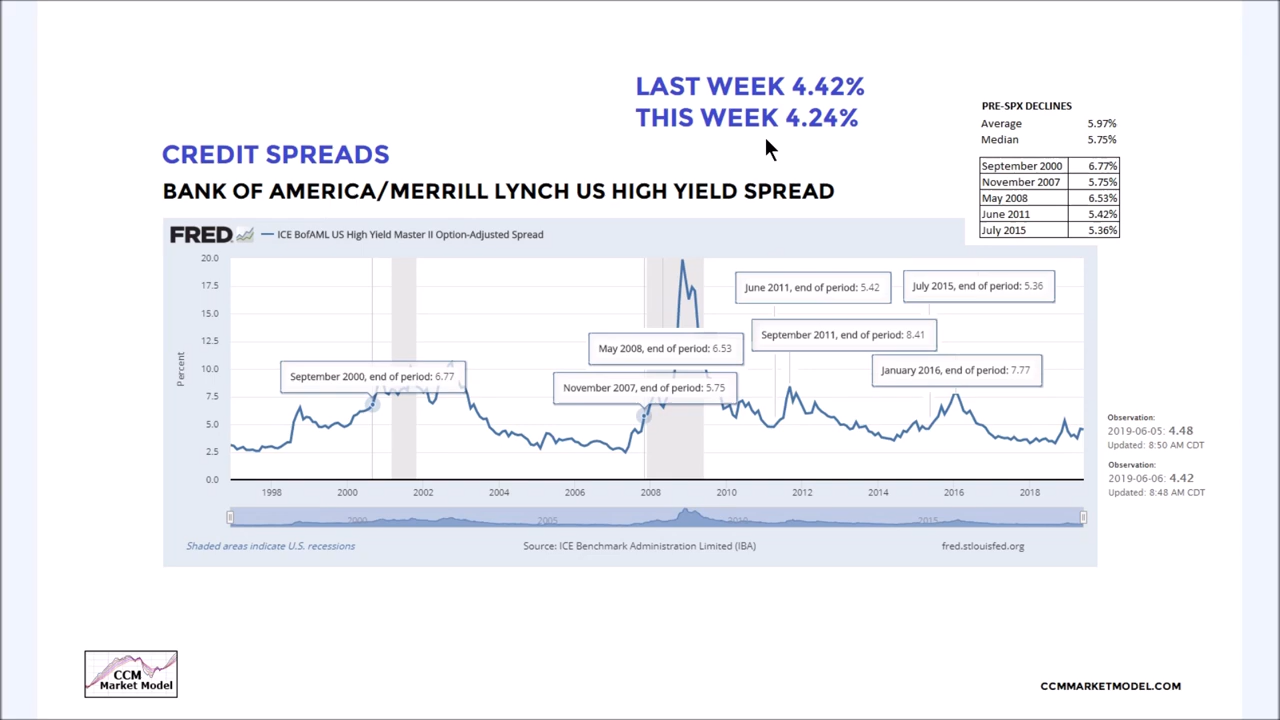 LAST WEEK 4.42%
THIS WEEK 4.24%
PRE-SPX DECLINES
Average 5.97%
Median 5.75%
September 2000 6.77%
November 2007 5.75%
May 2008 6.53%
June 2011 5.42%
July 2015 5.36%
CREDIT SPREADS
BANK OF AMERICA/MERRILL LYNCH US HIGH YIELD SPREAD
FRED
ICE BofAML US High Yield Master II Option-Adjusted Spread
Percent
20.0
17.5
15.0
12.5
10.0
7.5
5.0
2.5
0.0
June 2011, end of period: 5.42
July 2015, end of period: 5.36
September 2011, end of period: 8.41
May 2008, end of period: 6.53
January 2016, end of period: 7.77
September 2000, end of period: 6.77
November 2007, end of period: 5.75
1998 2000 2002 2004 2006 2008 2010 2012 2014 2016 2018
2000 2005 2010 2015
Shaded areas indicate U.S. recessions
Source: ICE Benchmark Administration Limited (IBA)
fred.stlouisfed.org
Observation:
2019-06-05: 4.48
Updated: 8:50 AM CDT
Observation:
2019-06-06: 4.42
Updated: 8:48 AM CDT
CCM
Market Model
CCMMARKETMODEL.COM